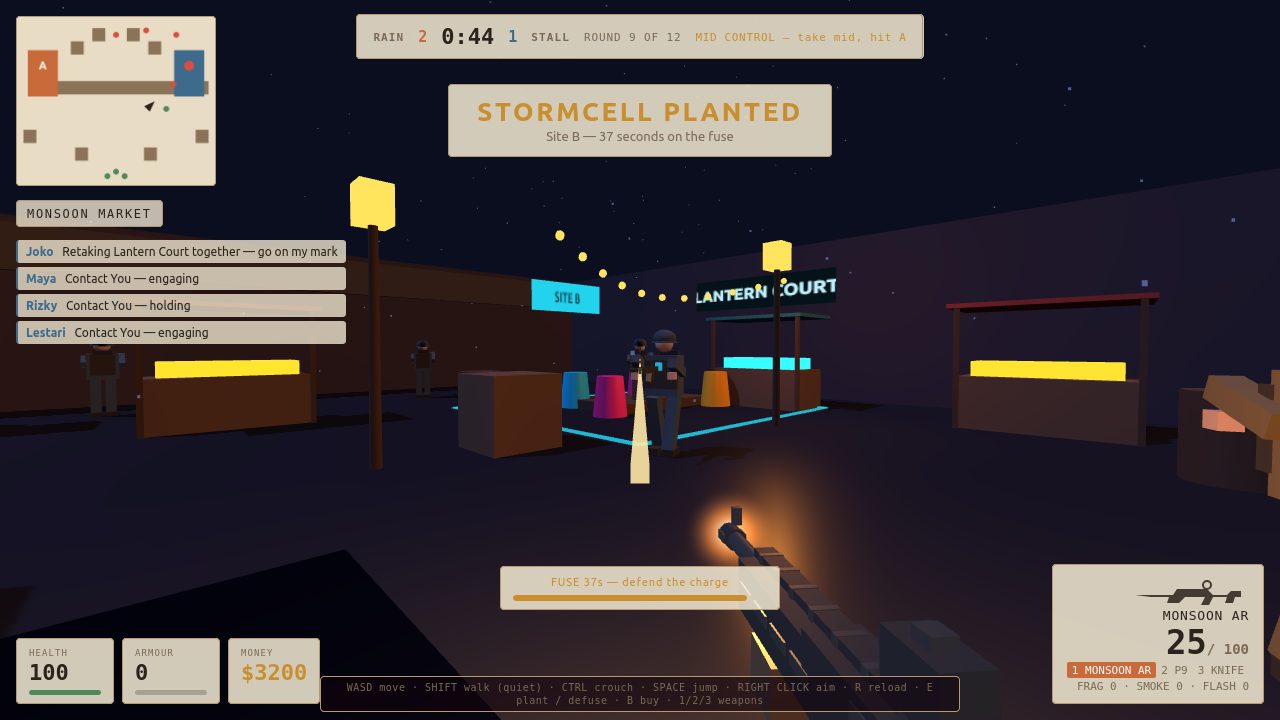 A
RAIN 2 0:44 1 STALL ROUND 9 OF 12 MID CONTROL — take mid, hit A
STORMCELL PLANTED
Site B — 37 seconds on the fuse
MONSOON MARKET
Joko Retaking Lantern Court together — go on my mark
Maya Contact You — engaging
Rizky Contact You — holding
Lestari Contact You — engaging
SITE B
LANTERN COURT
FUSE 37s — defend the charge
HEALTH
100
ARMOUR
0
MONEY
$3200
WASD move · SHIFT walk (quiet) · CTRL crouch · SPACE jump · RIGHT CLICK aim · R reload · E
plant / defuse · B buy · 1/2/3 weapons
MONSOON AR
25 / 100
1 MONSOON AR 2 P9 3 KNIFE
FRAG 0 · SMOKE 0 · FLASH 0